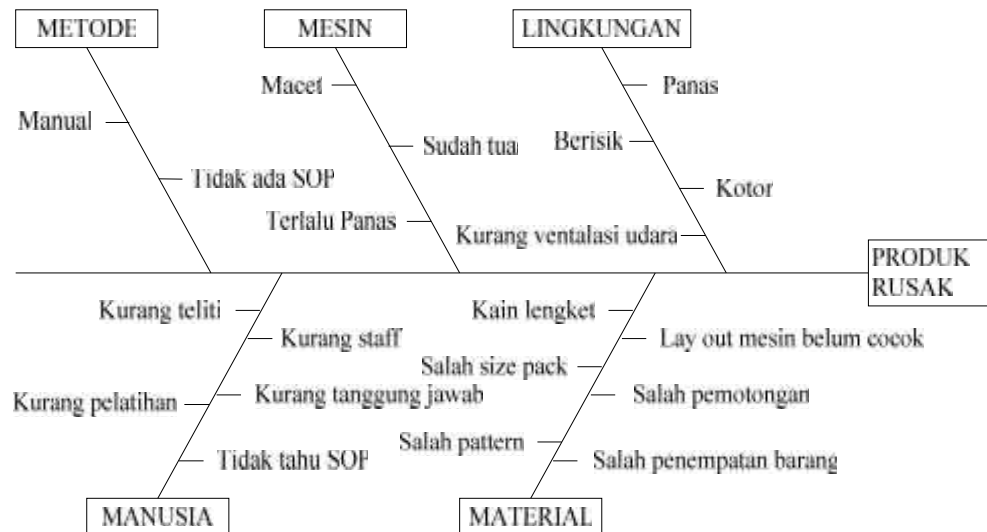 METODE
MESIN
LINGKUNGAN
Macet
Panas
Manual
Sudah tua
Berisik
Tidak ada SOP
Kotor
Terlalu Panas
Kurang ventalasi udara
PRODUK
RUSAK
Kurang teliti
Kain lengket
Kurang staff
Lay out mesin belum cocok
Salah size pack
Kurang pelatihan
Kurang tanggung jawab
Salah pemotongan
Salah pattern
Tidak tahu SOP
Salah penempatan barang
MANUSIA
MATERIAL